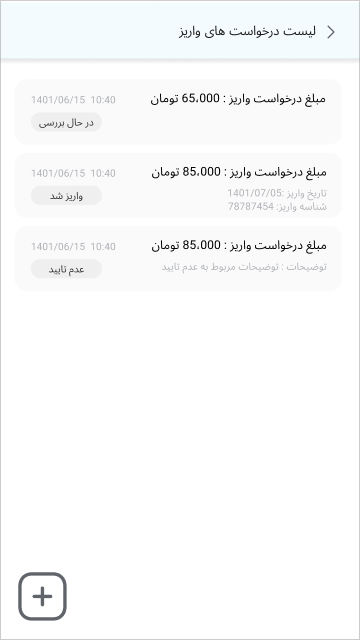 لیست درخواست های واریز
مبلغ درخواست واریز : 65،000 تومان
1401/06/15 10:40
در حال بررسی
مبلغ درخواست واریز : 85،000 تومان
1401/06/15 10:40
تاریخ واریز :1401/07/05
واریز شد
شناسه واریز: 78787454
مبلغ درخواست واریز : 85،000 تومان
1401/06/15 10:40
توضیحات : توضیحات مربوط به عدم تایید
عدم تایید